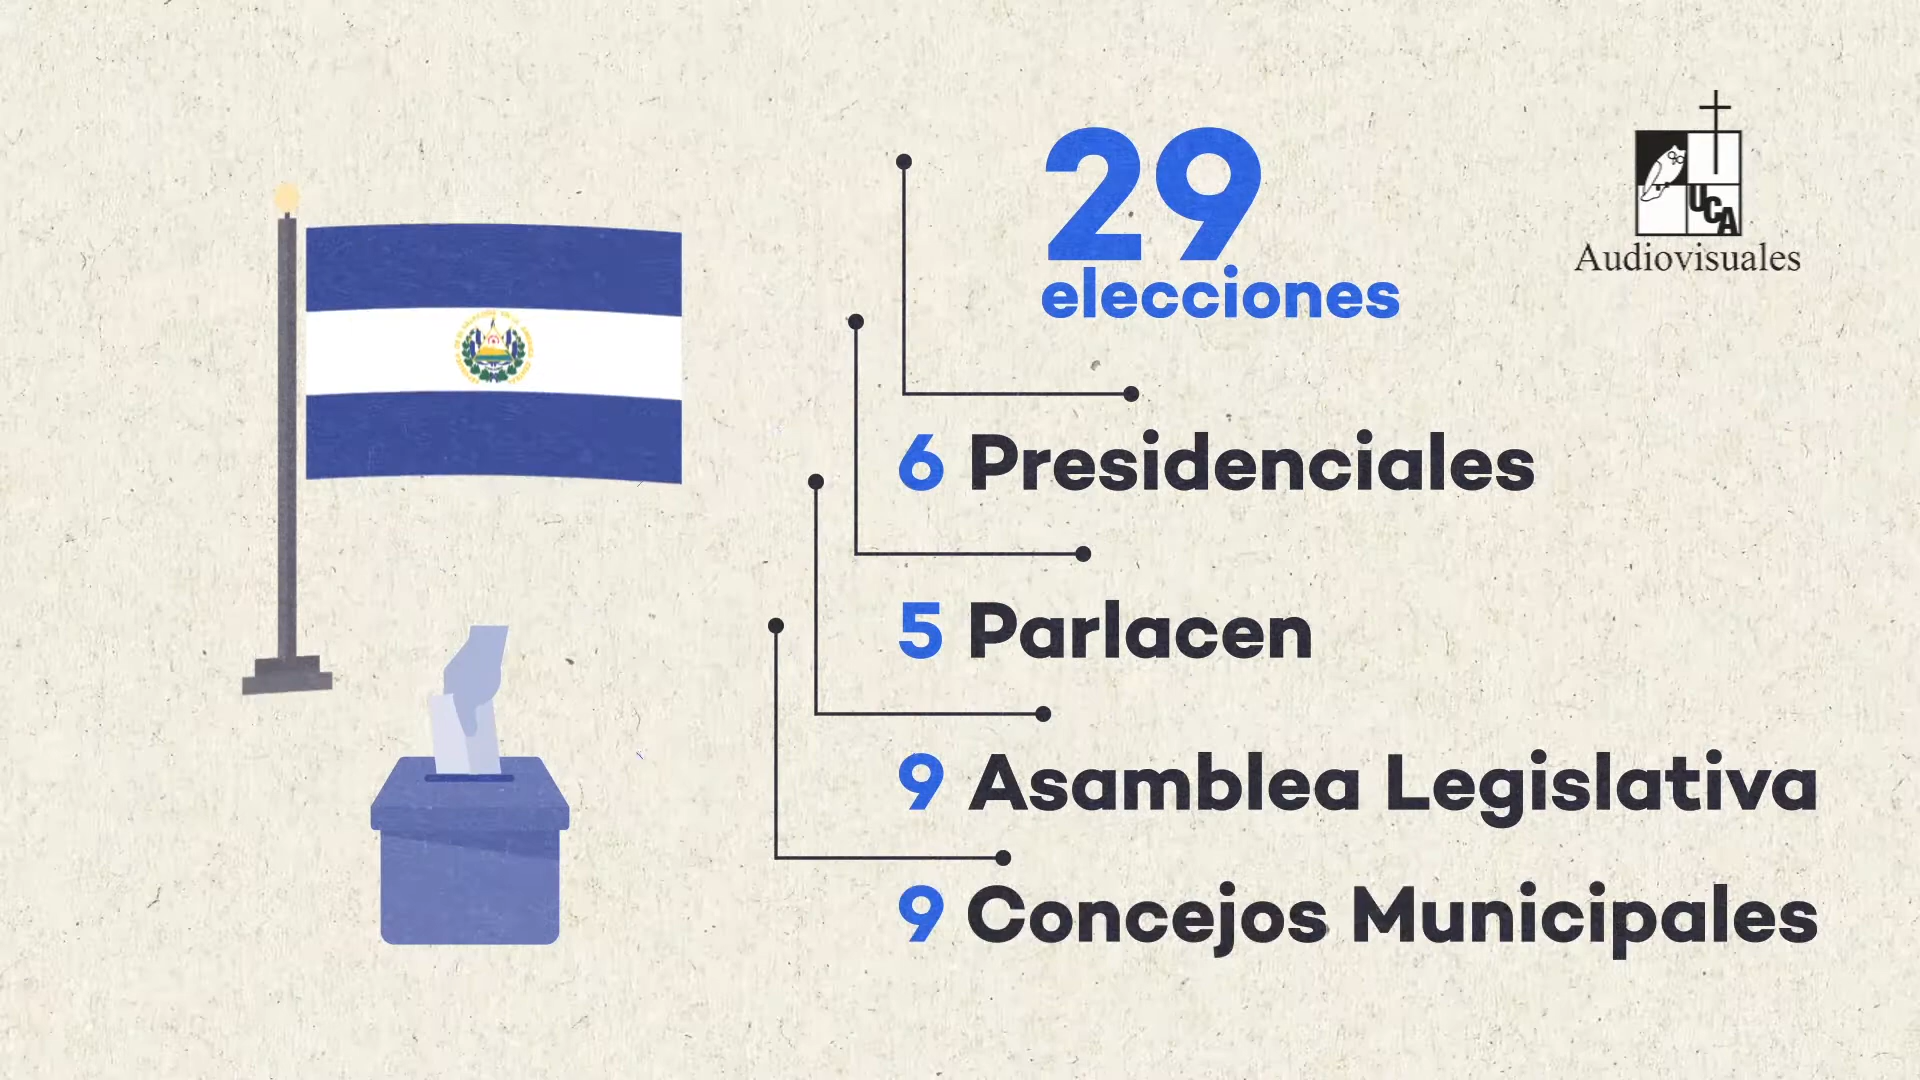 29
elecciones
6 Presidenciales
5 Parlacen
9 Asamblea Legislativa
9 Concejos Municipales
UCA
Audiovisuales